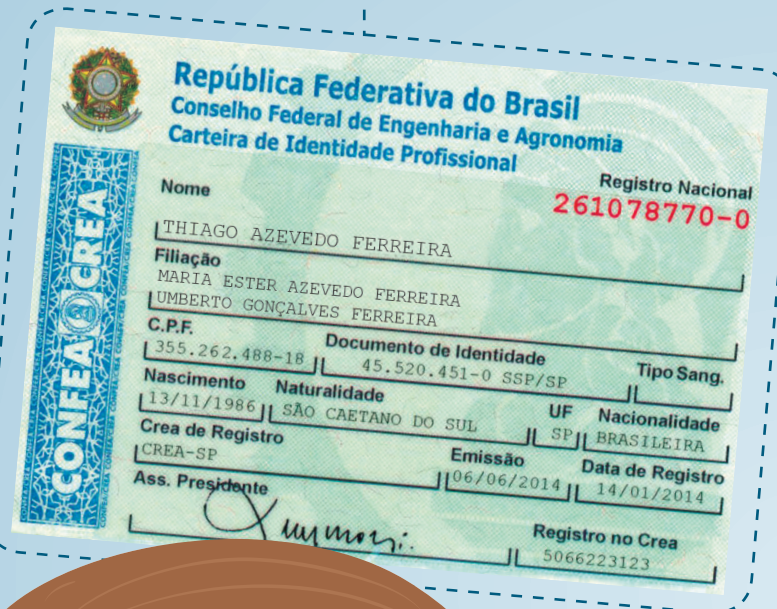 República Federativa do Brasil
Conselho Federal de Engenharia e Agronomia
Carteira de Identidade Profissional
Registro Nacional
261078770-0
Nome
THIAGO AZEVEDO FERREIRA
Filiação
MARIA ESTER AZEVEDO FERREIRA
UMBERTO GONÇALVES FERREIRA
C.P.F. Documento de Identidade Tipo Sang.
355.262.488-18 45.520.451-0 SSP/SP
Nascimento Naturalidade UF Nacionalidade
13/11/1986 SÃO CAETANO DO SUL SP BRASILEIRA
Crea de Registro Emissão Data de Registro
CREA-SP 06/06/2014 14/01/2014
Ass. Presidente Registro no Crea
5066223123
CONFEA CREA